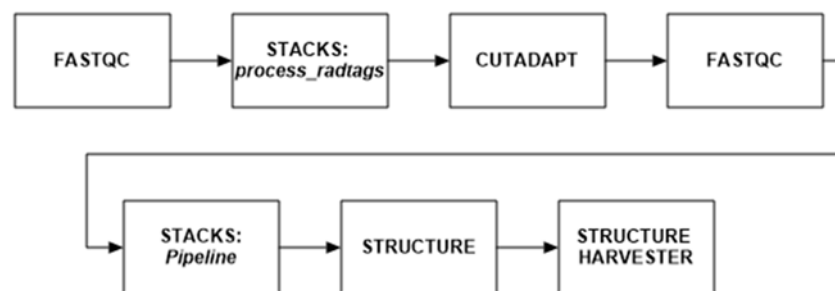 FASTQC
STACKS:
process_radtags
CUTADAPT
FASTQC
STACKS:
Pipeline
STRUCTURE
STRUCTURE
HARVESTER